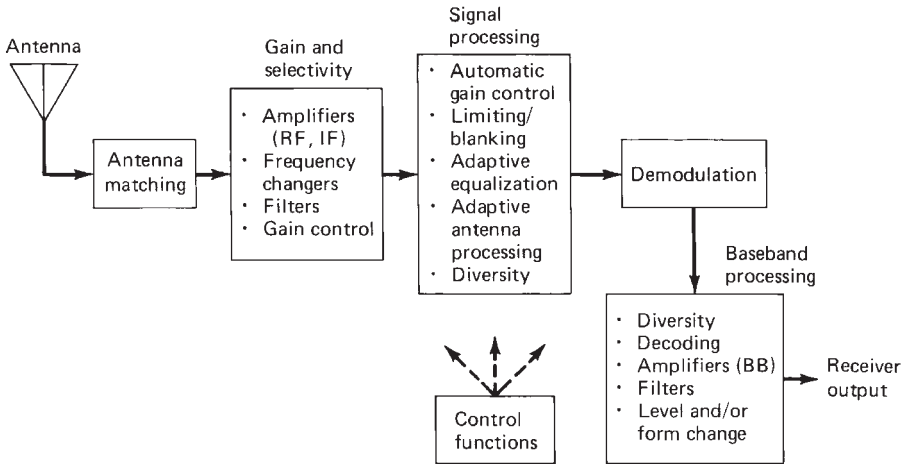 Antenna
Antenna
matching
Gain and
selectivity
· Amplifiers
(RF, IF)
· Frequency
changers
· Filters
· Gain control
Signal
processing
· Automatic
gain control
· Limiting/
blanking
· Adaptive
equalization
· Adaptive
antenna
processing
· Diversity
Demodulation
Baseband
processing
· Diversity
· Decoding
· Amplifiers (BB)
· Filters
· Level and/or
form change
Receiver
output
Control
functions